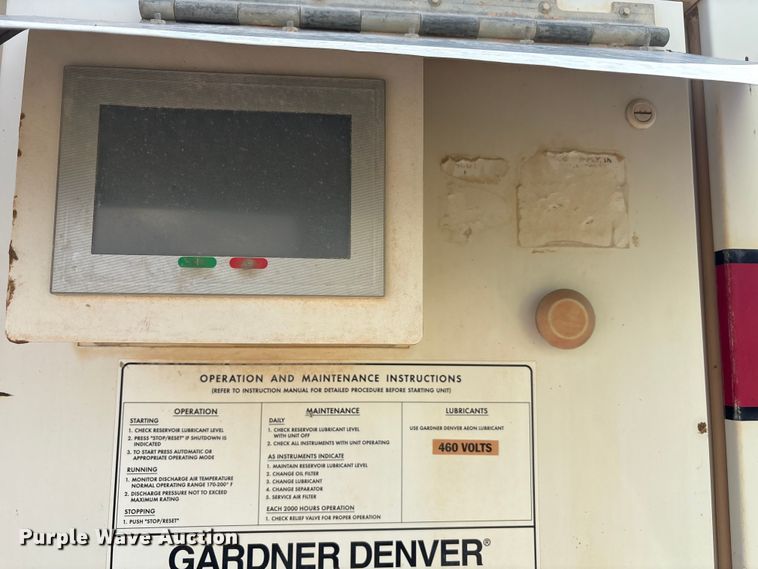 OPERATION AND MAINTENANCE INSTRUCTIONS
(REFER TO INSTRUCTION MANUAL FOR DETAILED PROCEDURE BEFORE STARTING UNIT)
OPERATION
STARTING
1. CHECK RESERVOIR LUBRICANT LEVEL
2. PRESS "STOP/RESET" IF SHUTDOWN IS
INDICATED
3. TO START PRESS AUTOMATIC OR
APPROPRIATE OPERATING MODE
RUNNING
1. MONITOR DISCHARGE AIR TEMPERATURE
NORMAL OPERATING RANGE 170-200° F
2. DISCHARGE PRESSURE NOT TO EXCEED
MAXIMUM RATING
STOPPING
1. PUSH "STOP/RESET"
MAINTENANCE
DAILY
1. CHECK RESERVOIR LUBRICANT LEVEL
WITH UNIT OFF
2. CHECK ALL INSTRUMENTS WITH UNIT OPERATING
AS INSTRUMENTS INDICATE
1. MAINTAIN RESERVOIR LUBRICANT LEVEL
2. CHANGE OIL FILTER
3. CHANGE LUBRICANT
4. CHANGE SEPARATOR
5. SERVICE AIR FILTER
EACH 2000 HOURS OPERATION
1. CHECK RELIEF VALVE FOR PROPER OPERATION
LUBRICANTS
USE GARDNER DENVER AEON LUBRICANT
460 VOLTS
GARDNER DENVER®
Purple Wave Auction